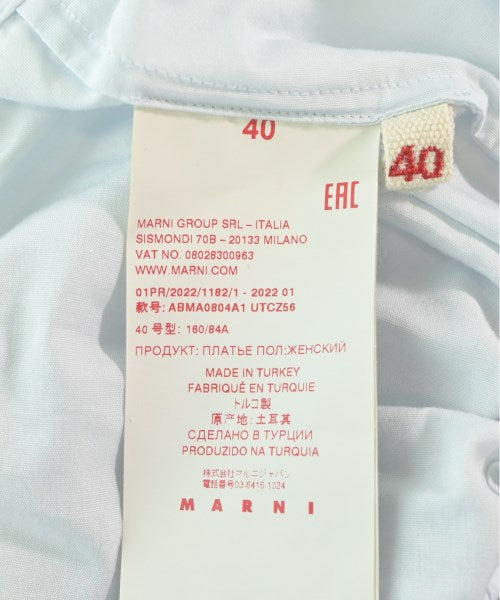 40
40
EAC
MARNI GROUP SRL – ITALIA
SISMONDI 70B – 20133 MILANO
VAT NO. 08028300963
WWW.MARNI.COM
01PR/2022/1182/1 - 2022 01
款号: ABMA0804A1 UTCZ56
40 号型: 160/84A
ПРОДУКТ: ПЛАТЬЕ ПОЛ:ЖЕНСКИЙ
MADE IN TURKEY
FABRIQUÉ EN TURQUIE
トルコ製
原产地: 土耳其
СДЕЛАНО В ТУРЦИИ
PRODUZIDO NA TURQUIA
株式会社マルニジャパン
電話番号03-6416-1024
MARNI